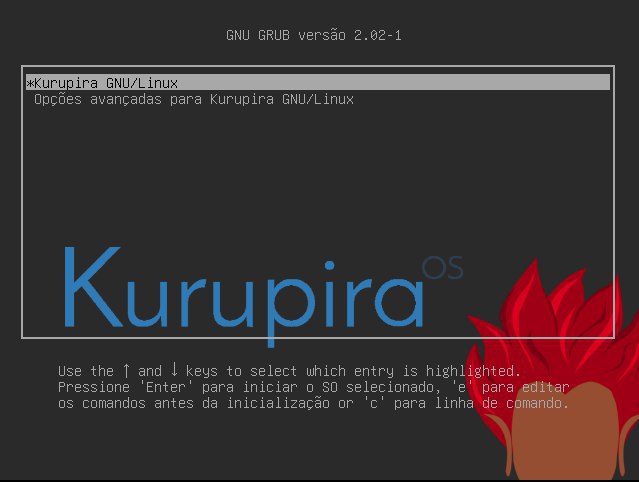 GNU GRUB versão 2.02-1
*Kurupira GNU/Linux
Opções avançadas para Kurupira GNU/Linux
Kurupira OS
Use the ↑ and ↓ keys to select which entry is highlighted.
Pressione 'Enter' para iniciar o SO selecionado, 'e' para editar
os comandos antes da inicialização or 'c' para linha de comando.